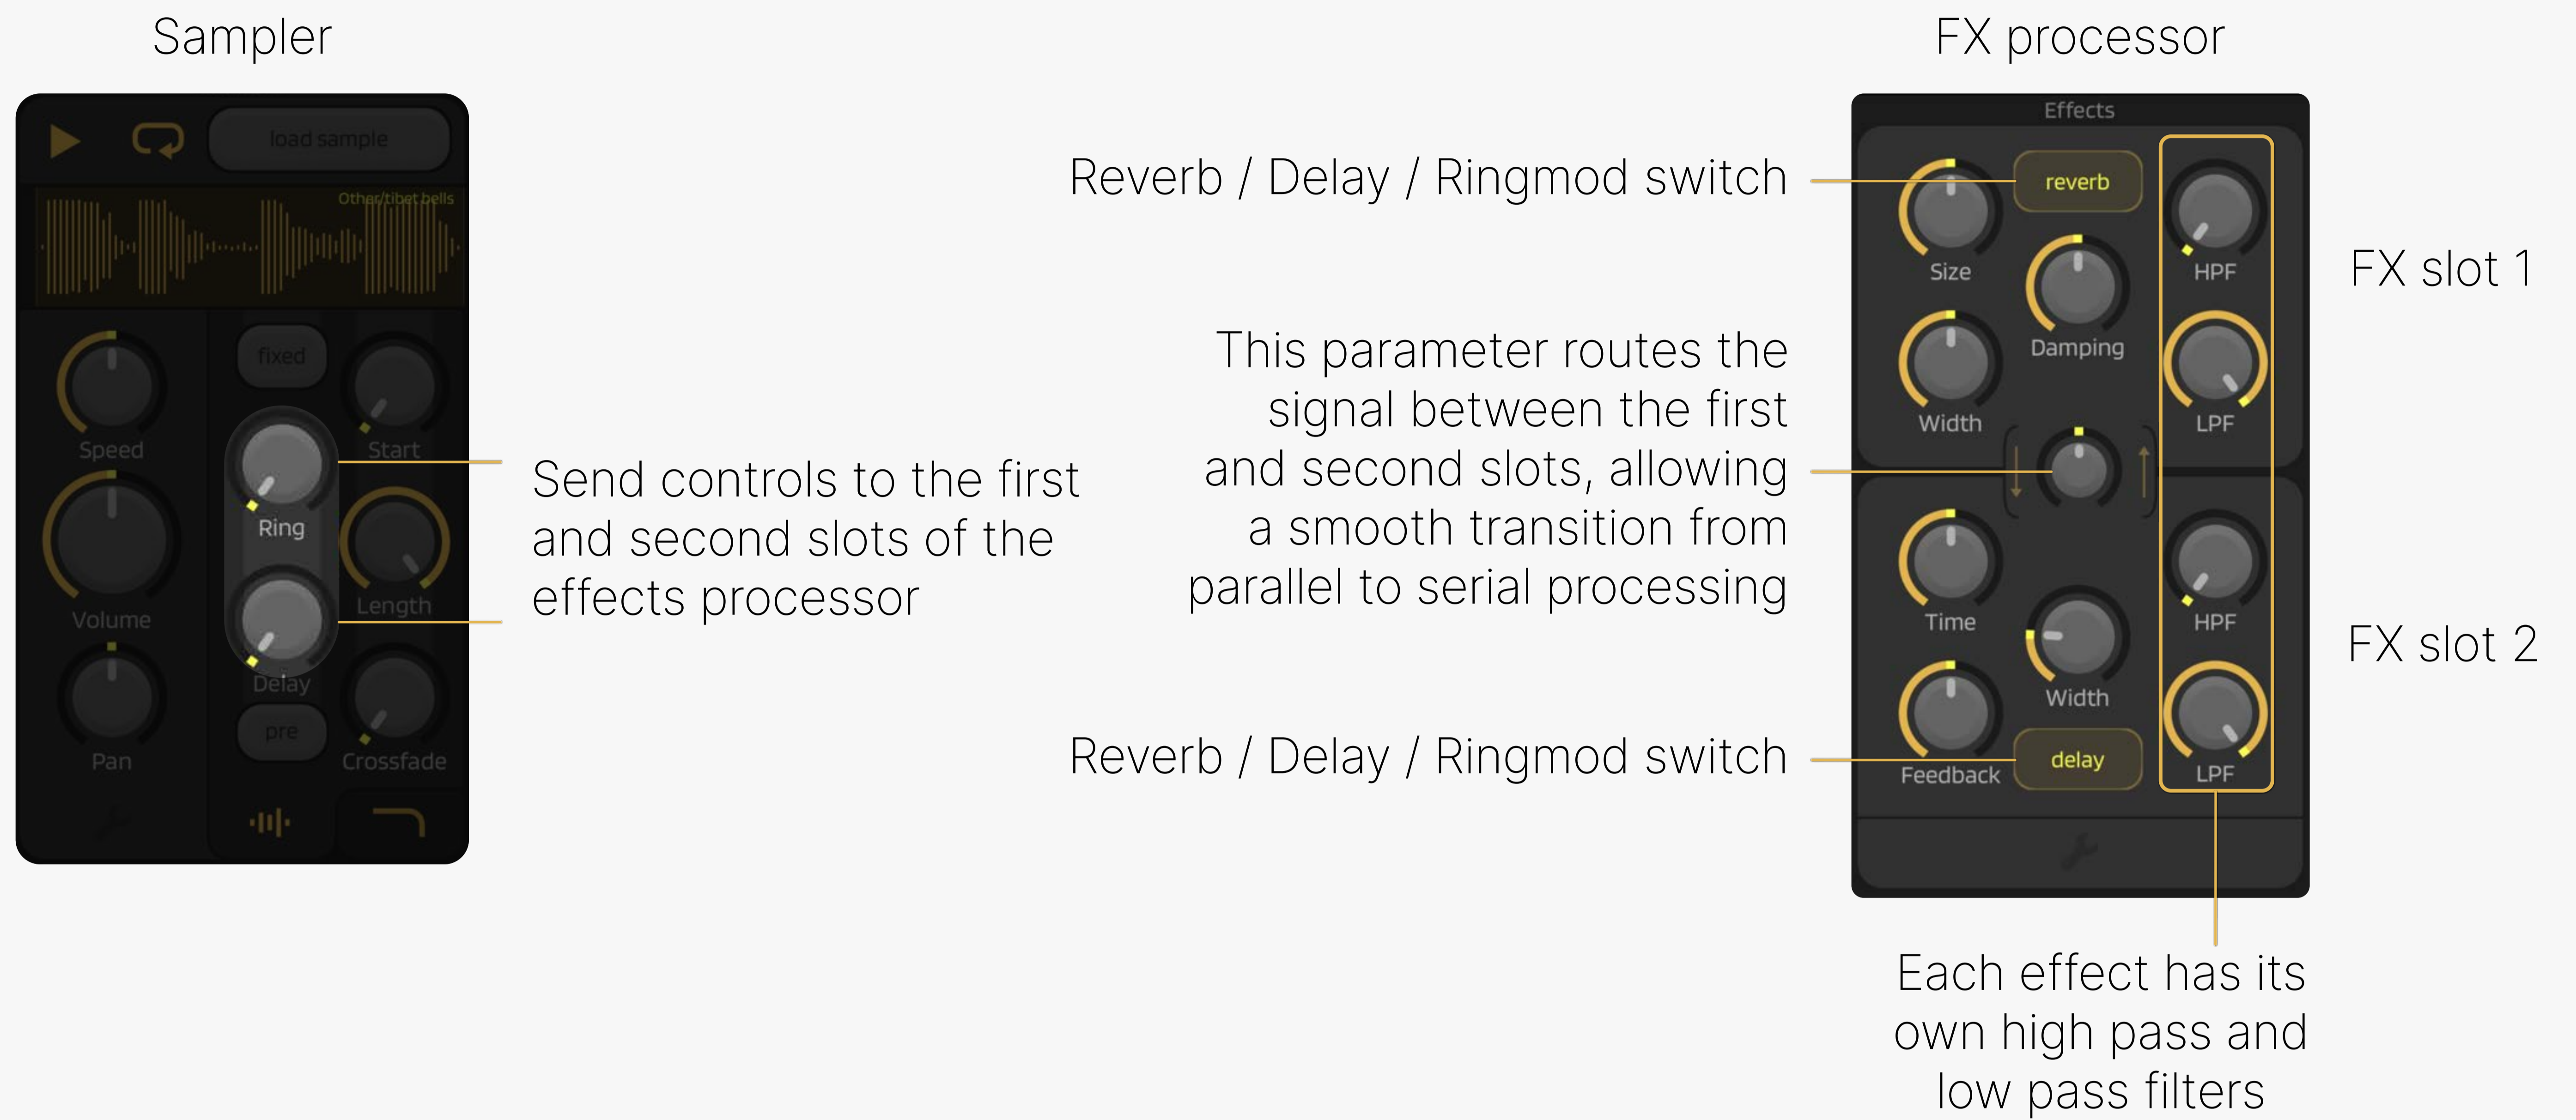 Sampler
load sample
Other/tibet bells
fixed
Speed
Start
Ring
Volume
Length
Delay
pre
Pan
Crossfade
Send controls to the first
and second slots of the
effects processor
FX processor
Effects
Reverb / Delay / Ringmod switch
reverb
Size
HPF
Damping
Width
LPF
FX slot 1
This parameter routes the
signal between the first
and second slots, allowing
a smooth transition from
parallel to serial processing
Time
HPF
Width
Feedback
delay
LPF
FX slot 2
Reverb / Delay / Ringmod switch
Each effect has its
own high pass and
low pass filters